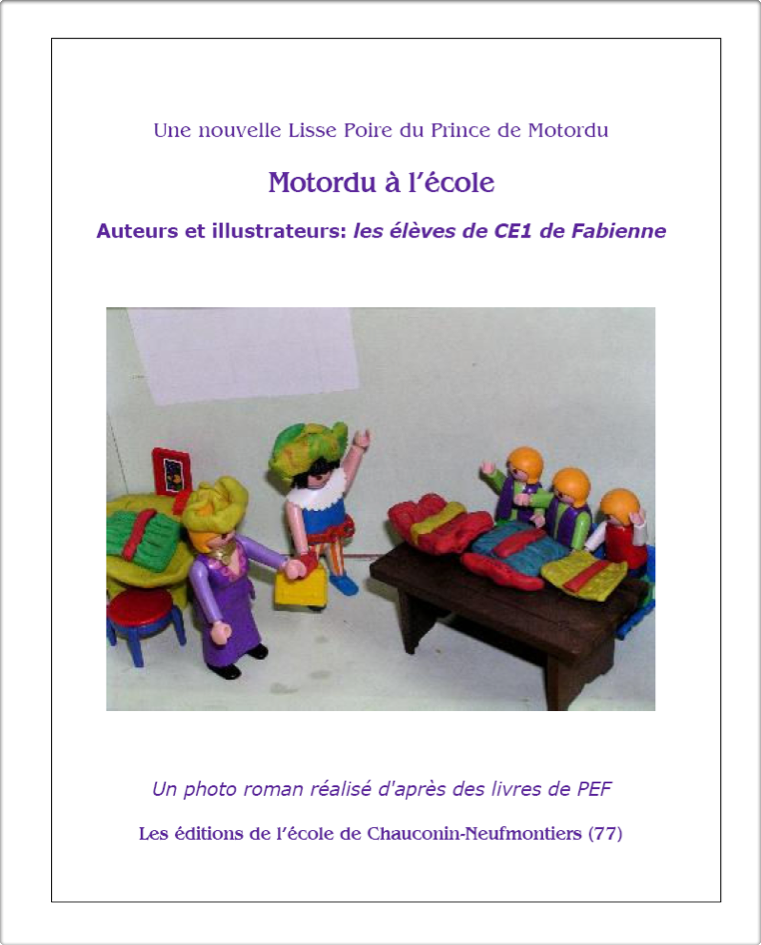 Une nouvelle Lisse Poire du Prince de Motordu
Motordu à l'école
Auteurs et illustrateurs: les élèves de CE1 de Fabienne
Un photo roman réalisé d'après des livres de PEF
Les éditions de l'école de Chauconin-Neufmontiers (77)